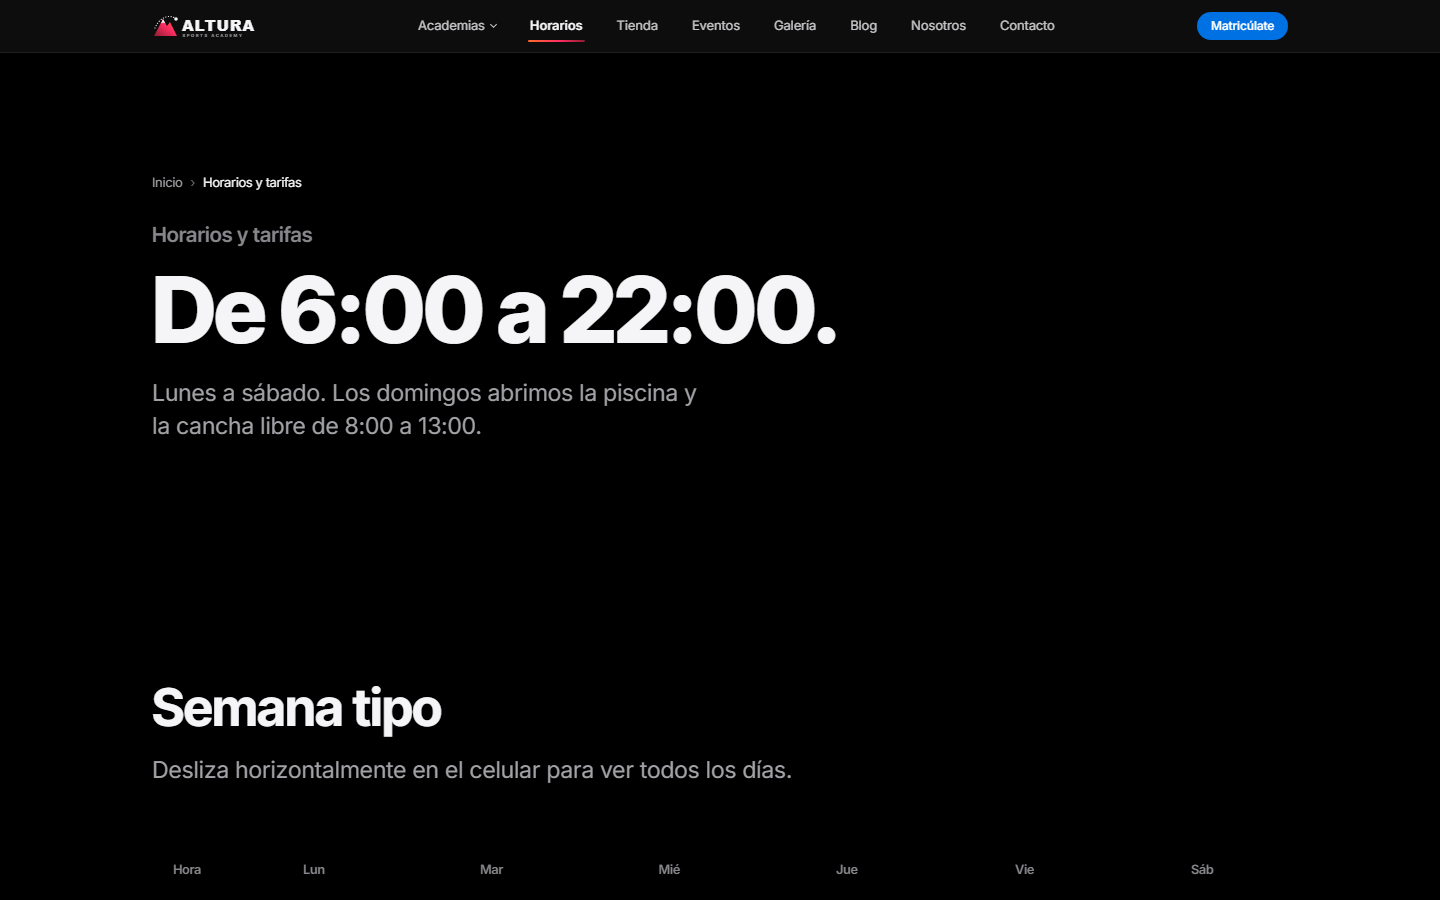 ALTURA
SPORTS ACADEMY
Academias
Horarios
Tienda
Eventos
Galería
Blog
Nosotros
Contacto
Matricúlate
Inicio › Horarios y tarifas
Horarios y tarifas
De 6:00 a 22:00.
Lunes a sábado. Los domingos abrimos la piscina y
la cancha libre de 8:00 a 13:00.
Semana tipo
Desliza horizontalmente en el celular para ver todos los días.
Hora Lun Mar Mié Jue Vie Sáb